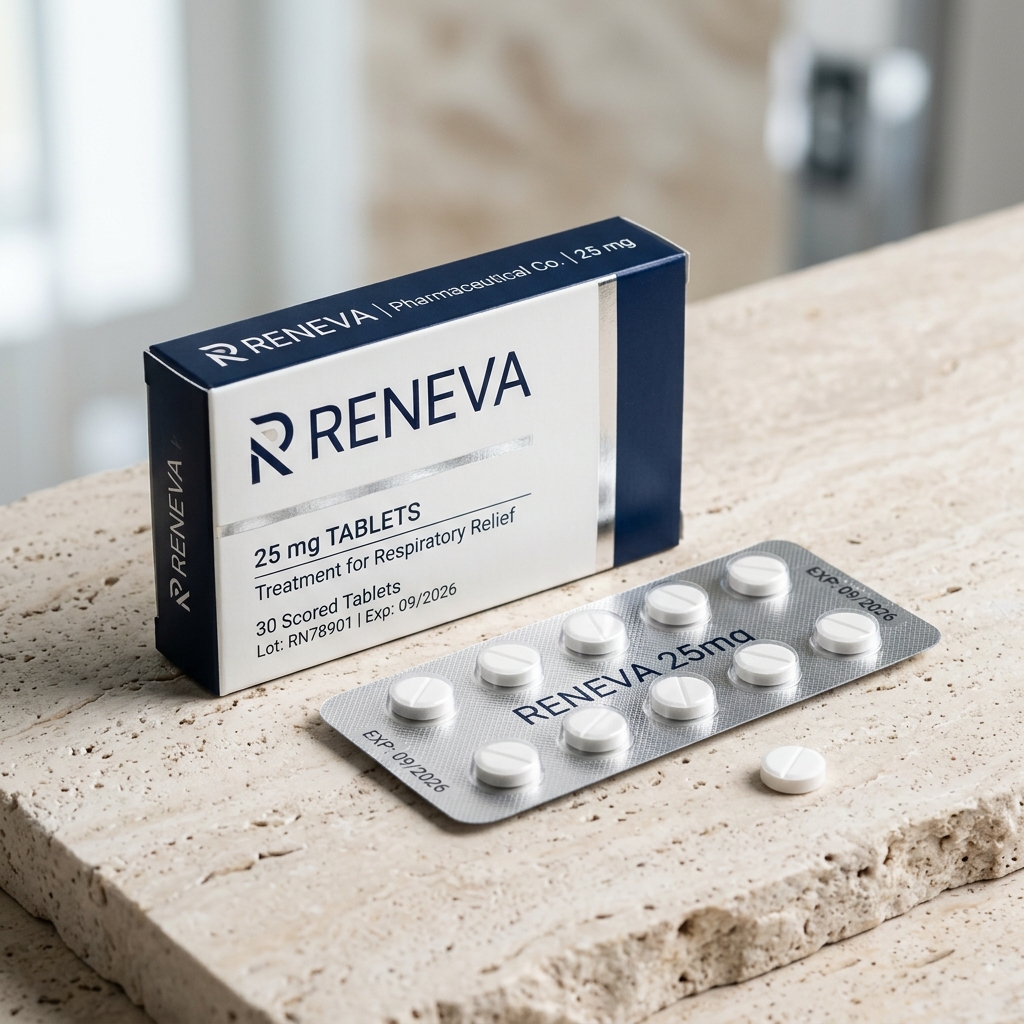 RENEVA | Pharmaceutical Co. | 25 mg
RENEVA
RENEVA
25 mg TABLETS
Treatment for Respiratory Relief
30 Scored Tablets
Lot: RN78901 | Exp: 09/2026
EXP: 09/2026
RENEVA 25mg
EXP: 09/2026